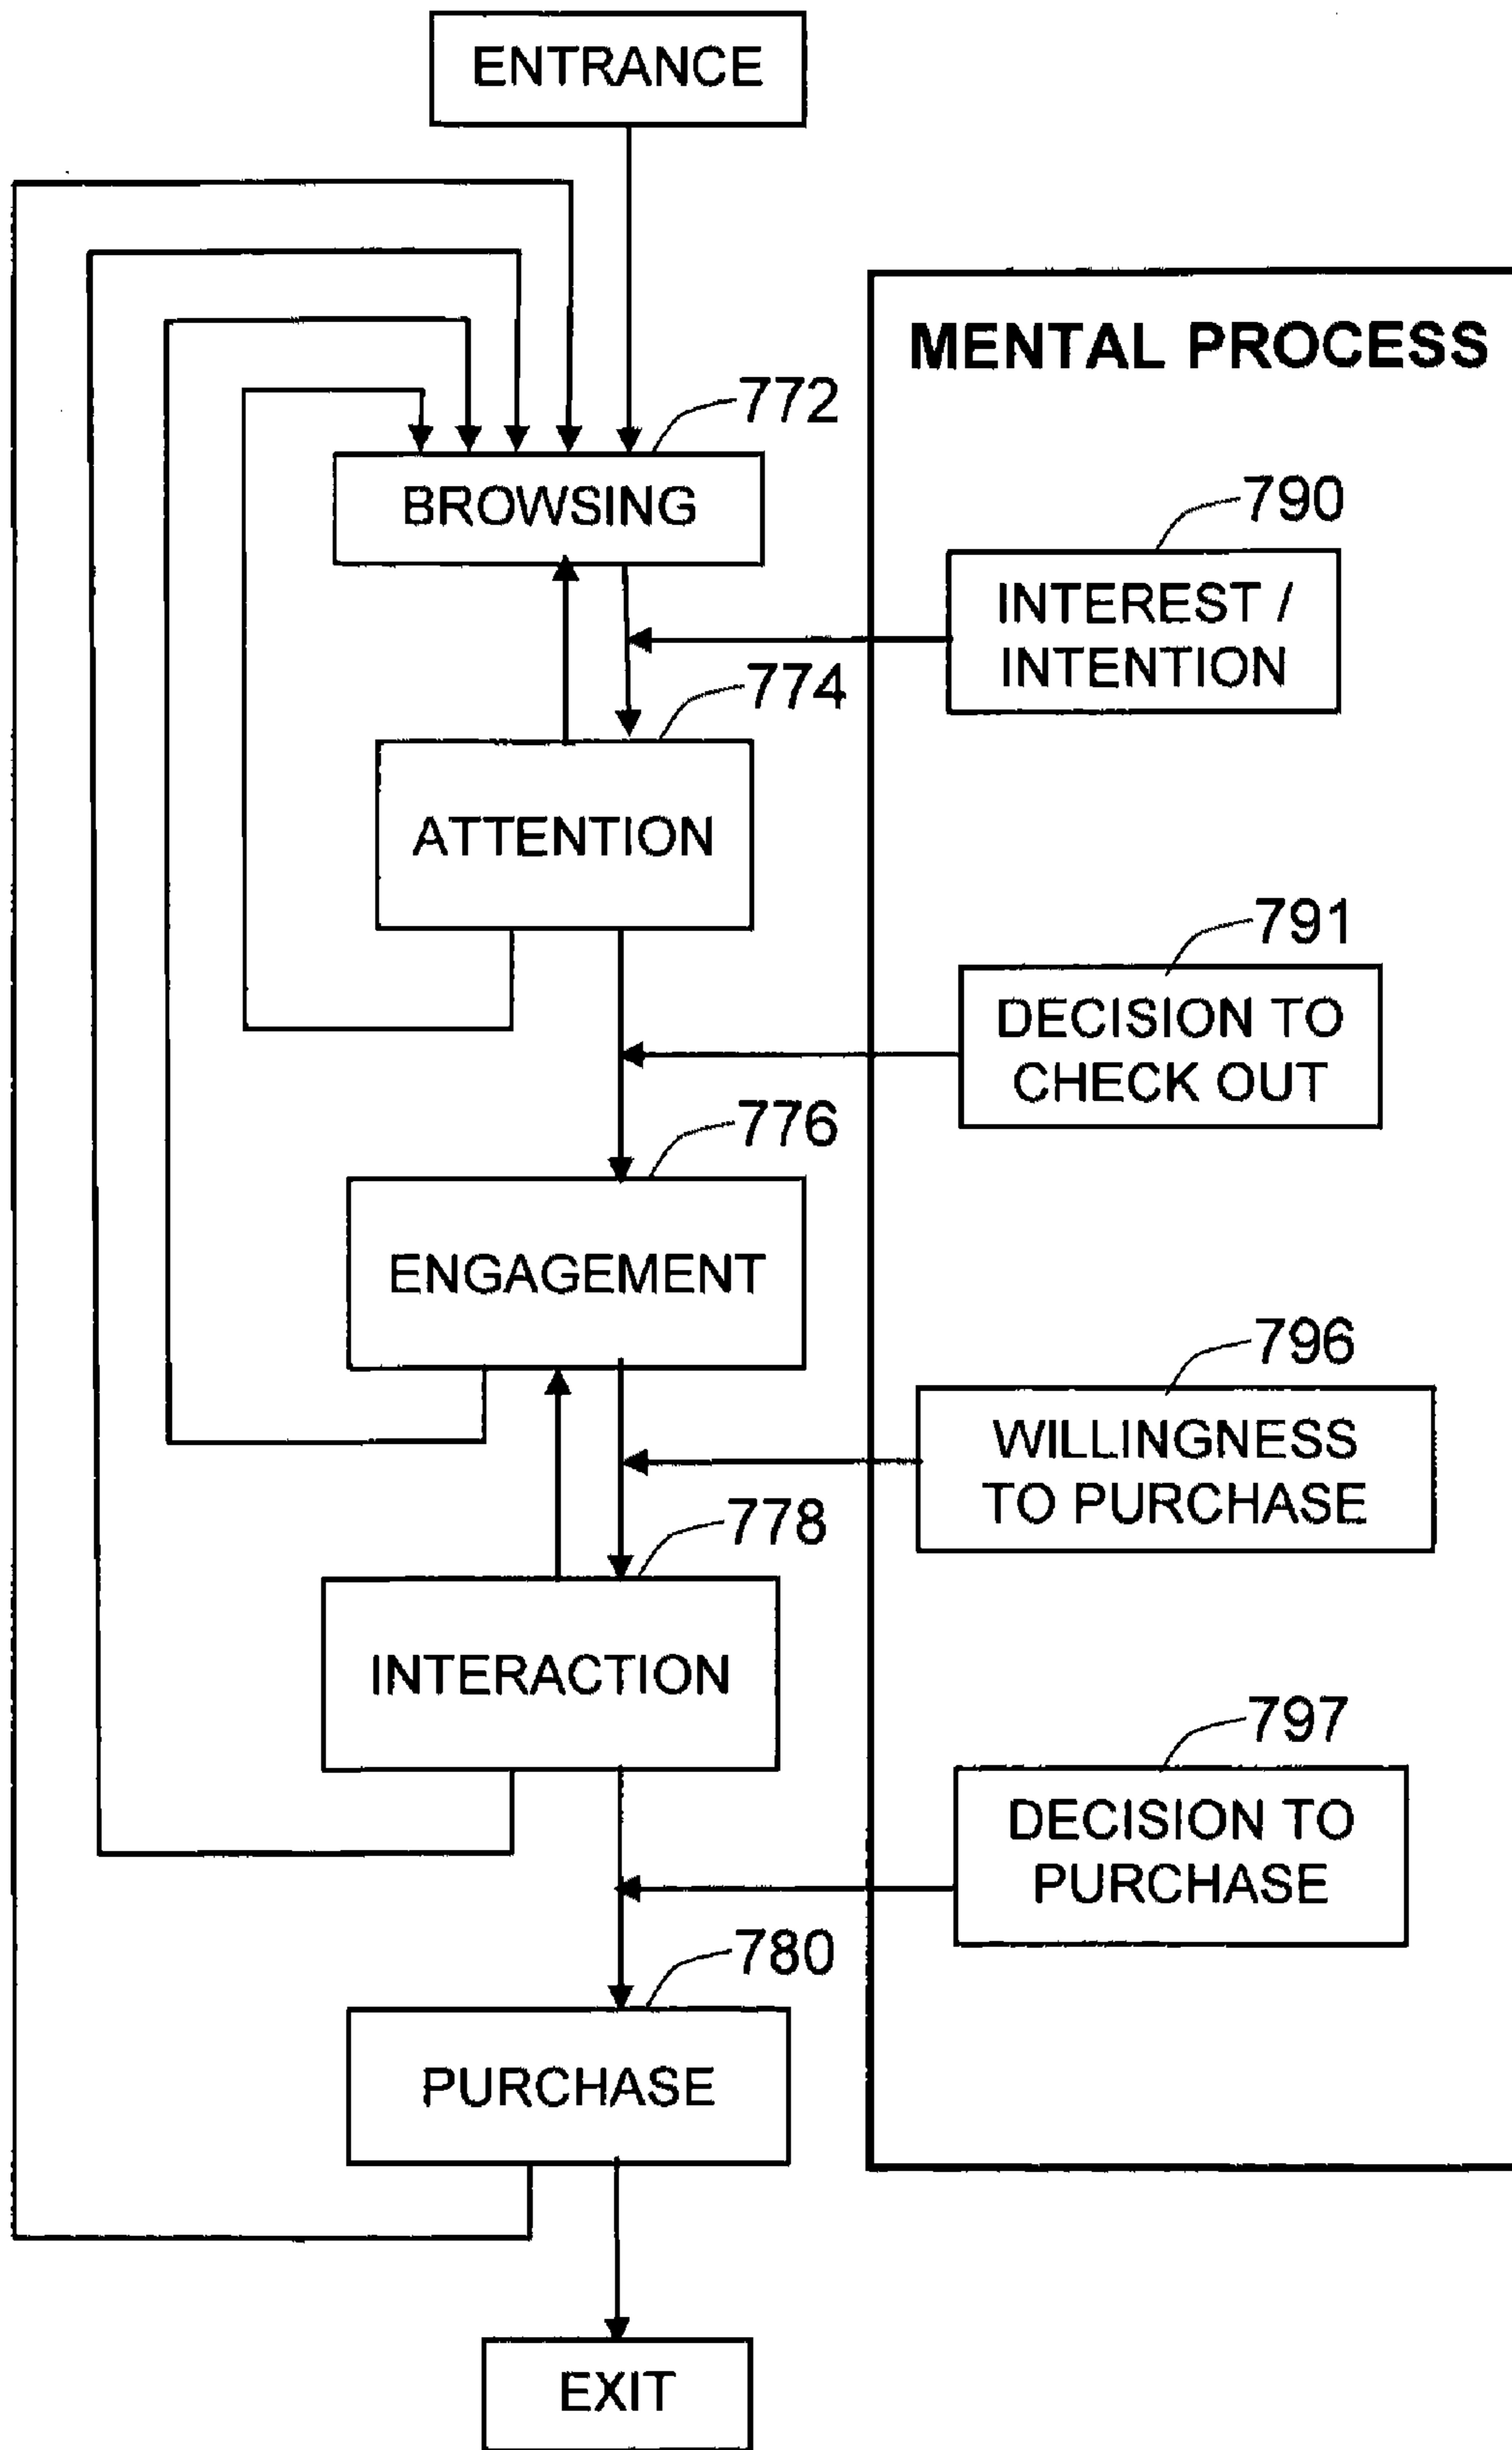 ENTRANCE
MENTAL PROCESS
772
BROWSING
790
INTEREST /
INTENTION
774
ATTENTION
791
DECISION TO
CHECK OUT
776
ENGAGEMENT
796
WILLINGNESS
TO PURCHASE
778
INTERACTION
797
DECISION TO
PURCHASE
780
PURCHASE
EXIT